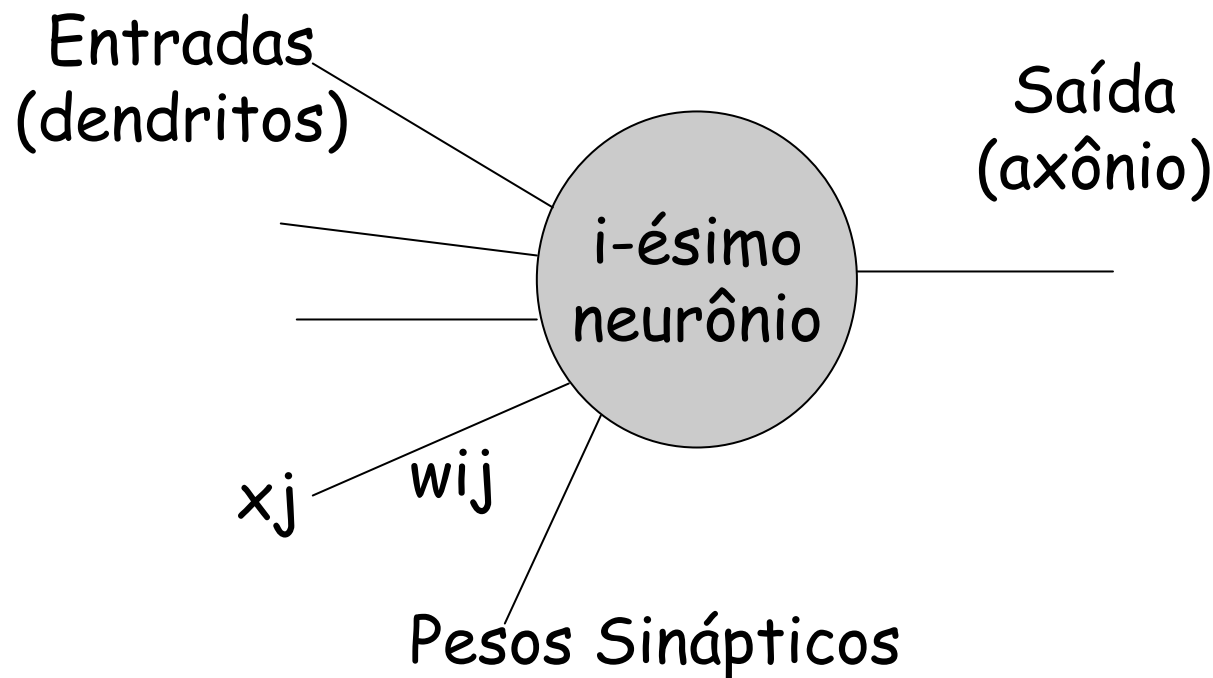 Entradas
(dendritos)
Saída
(axônio)
i-ésimo
neurônio
xj
wij
Pesos Sinápticos